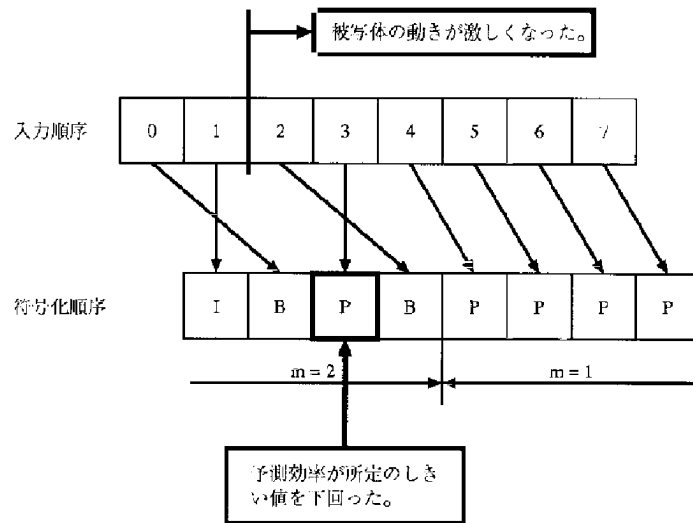 被写体の動きが激しくなった。
入力順序 0 1 2 3 4 5 6 7
符号化順序 I B P B P P P P
m=2 m=1
予測効率が所定のしき
い値を下回った。